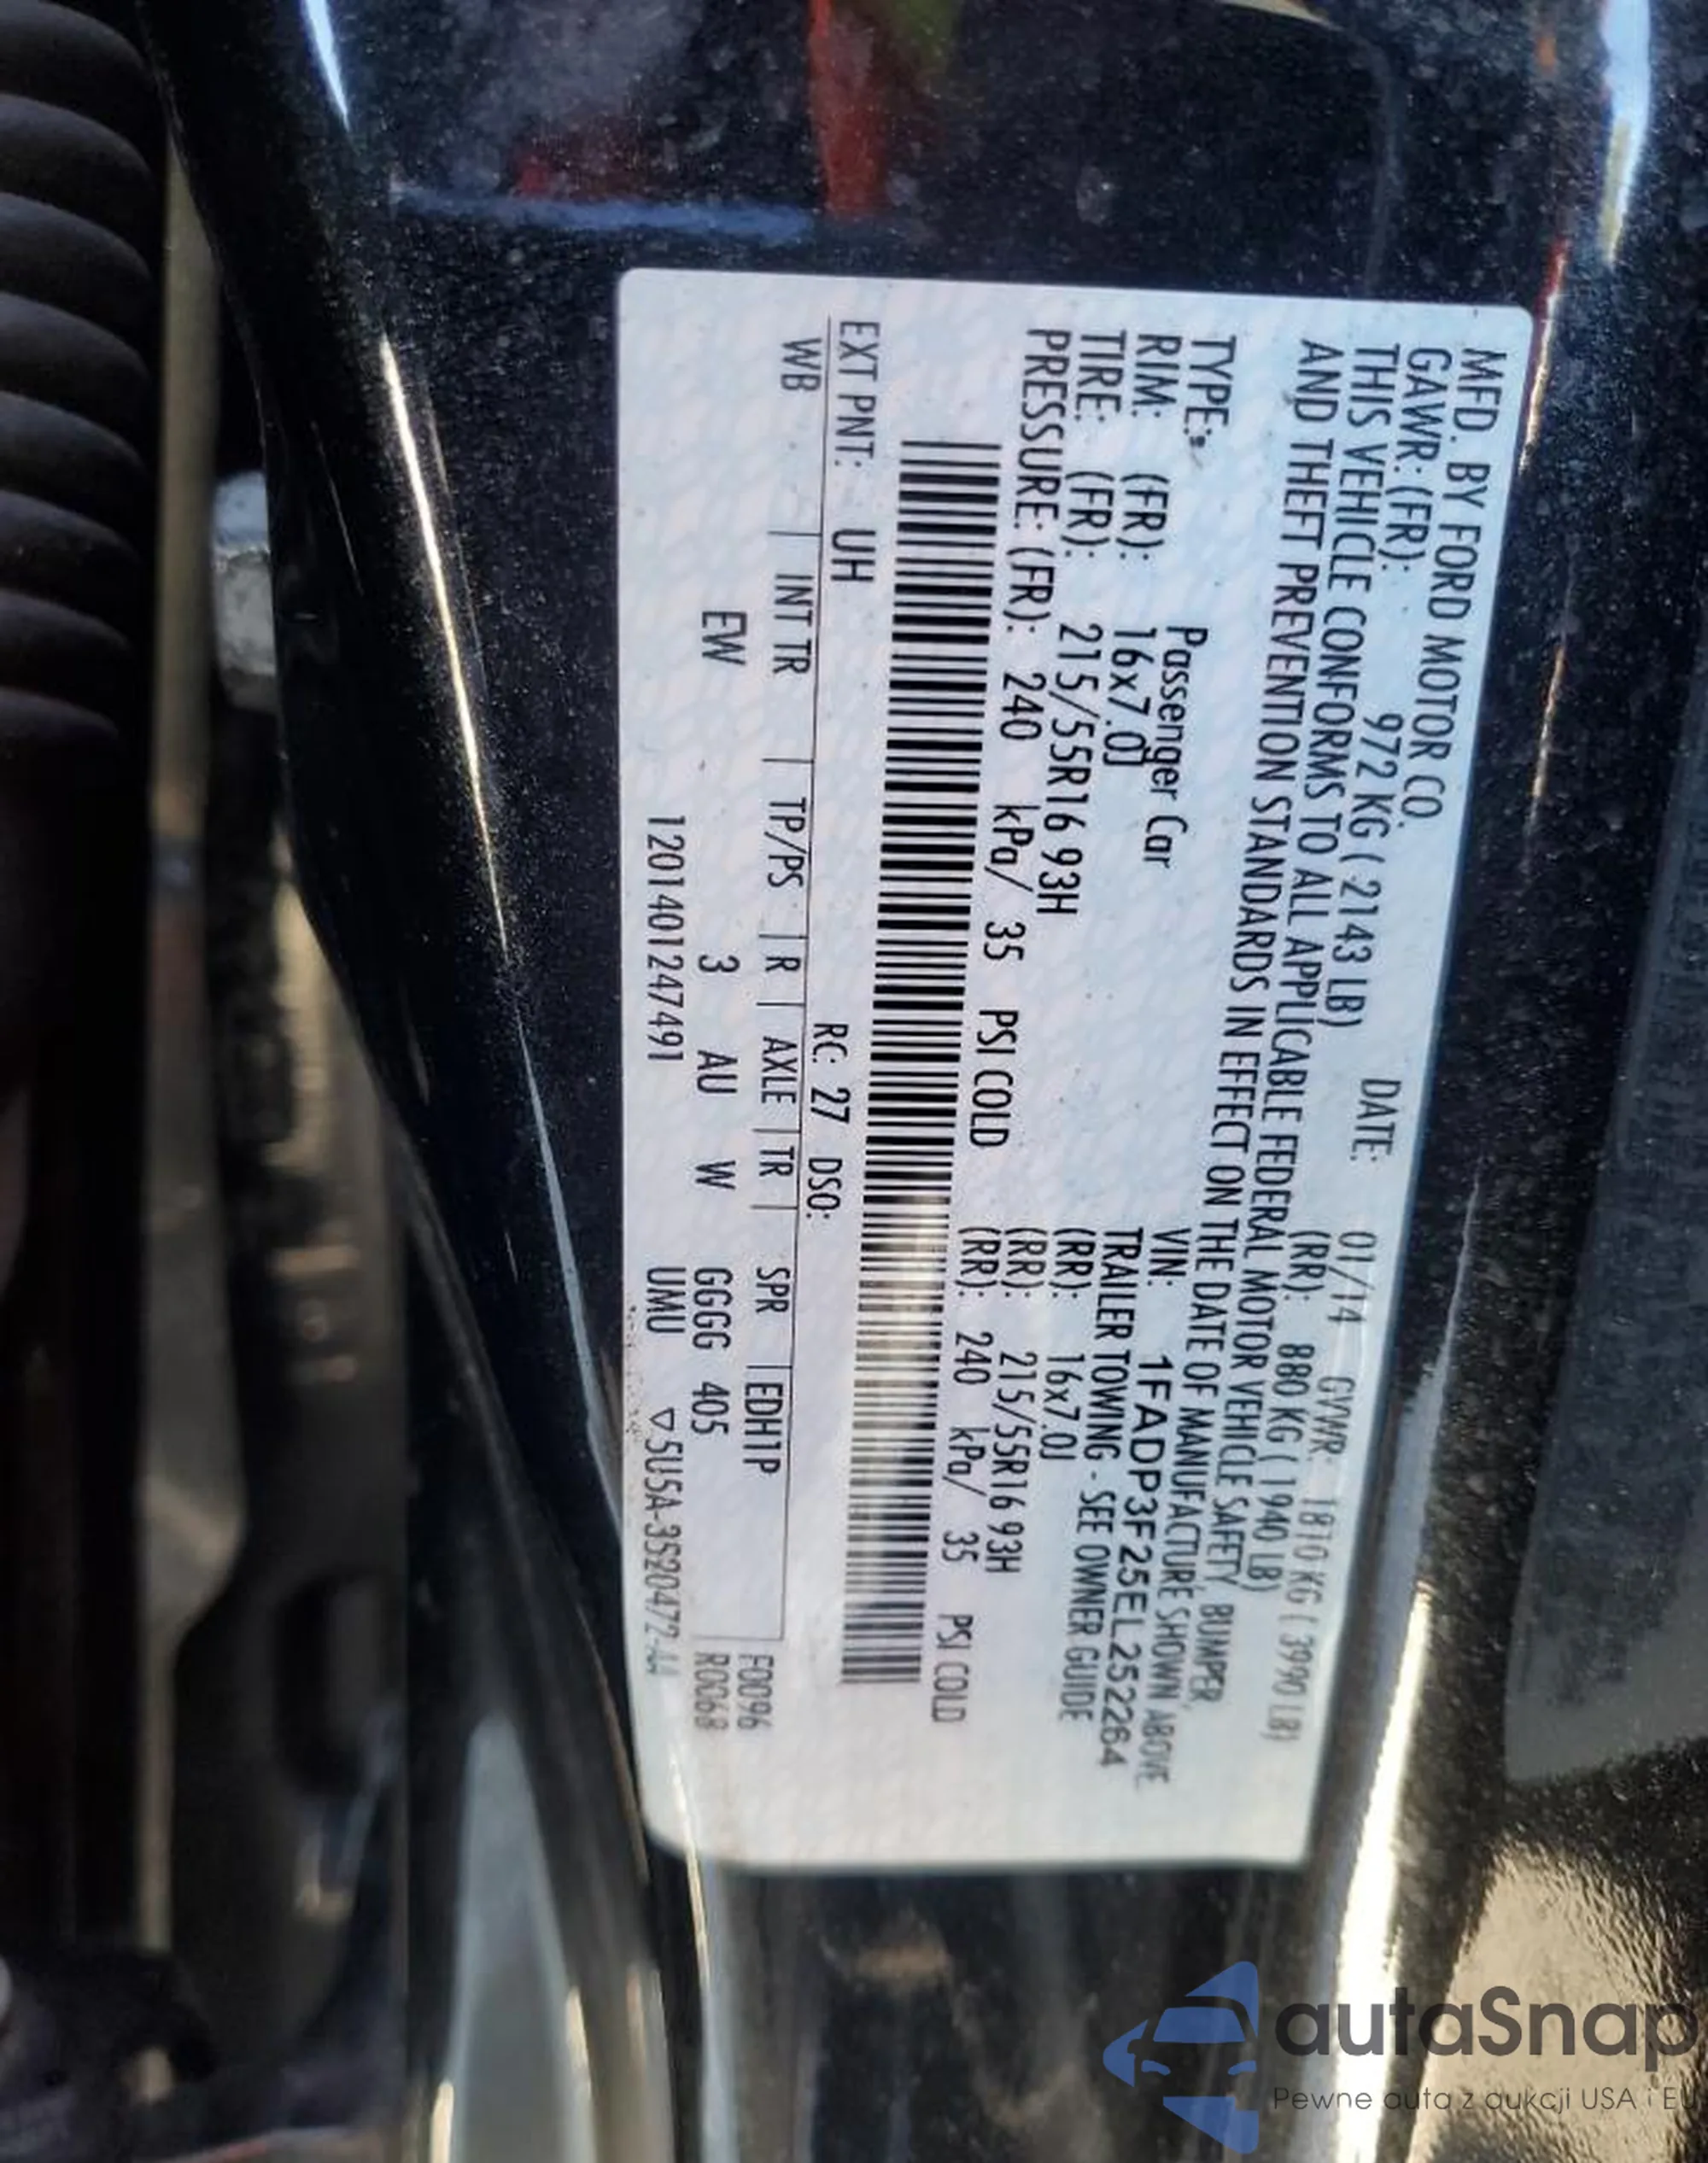 MFD. BY FORD MOTOR CO.
DATE: 01/14 GVWR: 1810 KG ( 3990 LB)
GAWR: (FR): 972 KG ( 2143 LB) (RR): 880 KG ( 1940 LB)
THIS VEHICLE CONFORMS TO ALL APPLICABLE FEDERAL MOTOR VEHICLE SAFETY, BUMPER,
AND THEFT PREVENTION STANDARDS IN EFFECT ON THE DATE OF MANUFACTURE SHOWN ABOVE
VIN: 1FADP3F25EL252264
TYPE: Passenger Car TRAILER TOWING - SEE OWNER GUIDE
RIM: (FR): 16x7.0J (RR): 16x7.0J
TIRE: (FR): 215/55R16 93H (RR): 215/55R16 93H
PRESSURE: (FR): 240 kPa/ 35 PSI COLD (RR): 240 kPa/ 35 PSI COLD
EXT PNT: UH RC: 27 DSO: F0096
WB INT TR TP/PS R AXLE TR SPR EDH1P R0068
EW 3 AU W GGGG 405
1201401247491 UMU ▽5U5A-3520472-AA
autaSnap
Pewne auta z aukcji USA i EU